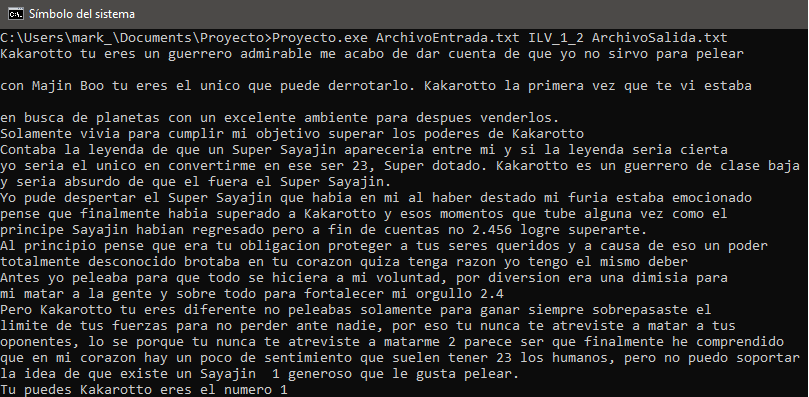 Símbolo del sistema
C:\Users\mark_\Documents\Proyecto>Proyecto.exe ArchivoEntrada.txt ILV_1_2 ArchivoSalida.txt
Kakarotto tu eres un guerrero admirable me acabo de dar cuenta de que yo no sirvo para pelear
con Majin Boo tu eres el unico que puede derrotarlo. Kakarotto la primera vez que te vi estaba
en busca de planetas con un excelente ambiente para despues venderlos.
Solamente vivia para cumplir mi objetivo superar los poderes de Kakarotto
Contaba la leyenda de que un Super Sayajin apareceria entre mi y si la leyenda seria cierta
yo seria el unico en convertirme en ese ser 23, Super dotado. Kakarotto es un guerrero de clase baja
y seria absurdo de que el fuera el Super Sayajin.
Yo pude despertar el Super Sayajin que habia en mi al haber destado mi furia estaba emocionado
pense que finalmente habia superado a Kakarotto y esos momentos que tube alguna vez como el
principe Sayajin habian regresado pero a fin de cuentas no 2.456 logre superarte.
Al principio pense que era tu obligacion proteger a tus seres queridos y a causa de eso un poder
totalmente desconocido brotaba en tu corazon quiza tenga razon yo tengo el mismo deber
Antes yo peleaba para que todo se hiciera a mi voluntad, por diversion era una dimisia para
mi matar a la gente y sobre todo para fortalecer mi orgullo 2.4
Pero Kakarotto tu eres diferente no peleabas solamente para ganar siempre sobrepasaste el
limite de tus fuerzas para no perder ante nadie, por eso tu nunca te atreviste a matar a tus
oponentes, lo se porque tu nunca te atreviste a matarme 2 parece ser que finalmente he comprendido
que en mi corazon hay un poco de sentimiento que suelen tener 23 los humanos, pero no puedo soportar
la idea de que existe un Sayajin  1 generoso que le gusta pelear.
Tu puedes Kakarotto eres el numero 1